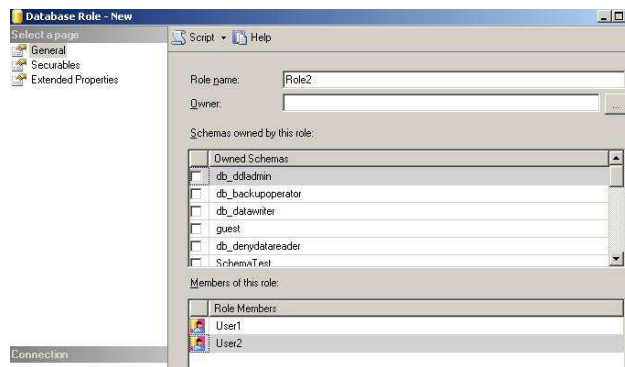 Database Role - New
Select a page
General
Securables
Extended Properties
Script Help
Role name: Role2
Owner:
...
Schemas owned by this role:
Owned Schemas
db_ddladmin
db_backupoperator
db_datawriter
guest
db_denydatareader
SchemaTest
Members of this role:
Role Members
User1
User2
Connection